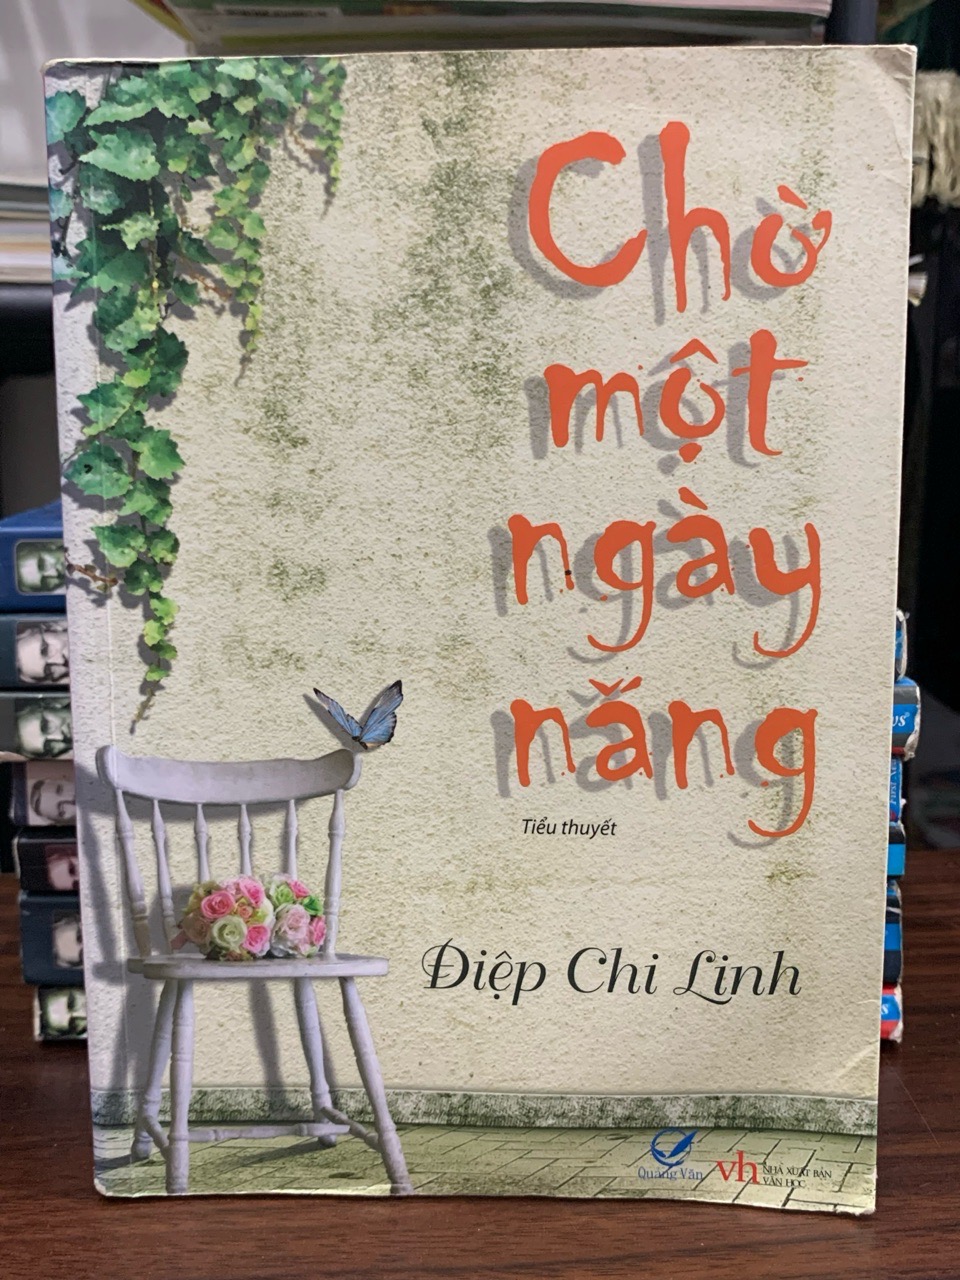 Chờ
một
ngày
nắng
Tiểu thuyết
Điệp Chi Linh
Quảng Văn
vh NHÀ XUẤT BẢN
VĂN HỌC